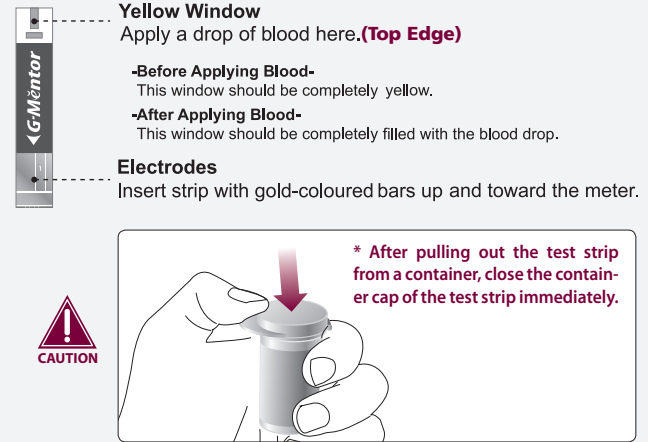 Yellow Window
Apply a drop of blood here.(Top Edge)
-Before Applying Blood-
This window should be completely yellow.
-After Applying Blood-
This window should be completely filled with the blood drop.
G·Měntor
Electrodes
Insert strip with gold-coloured bars up and toward the meter.
* After pulling out the test strip
from a container, close the contain-
er cap of the test strip immediately.
CAUTION